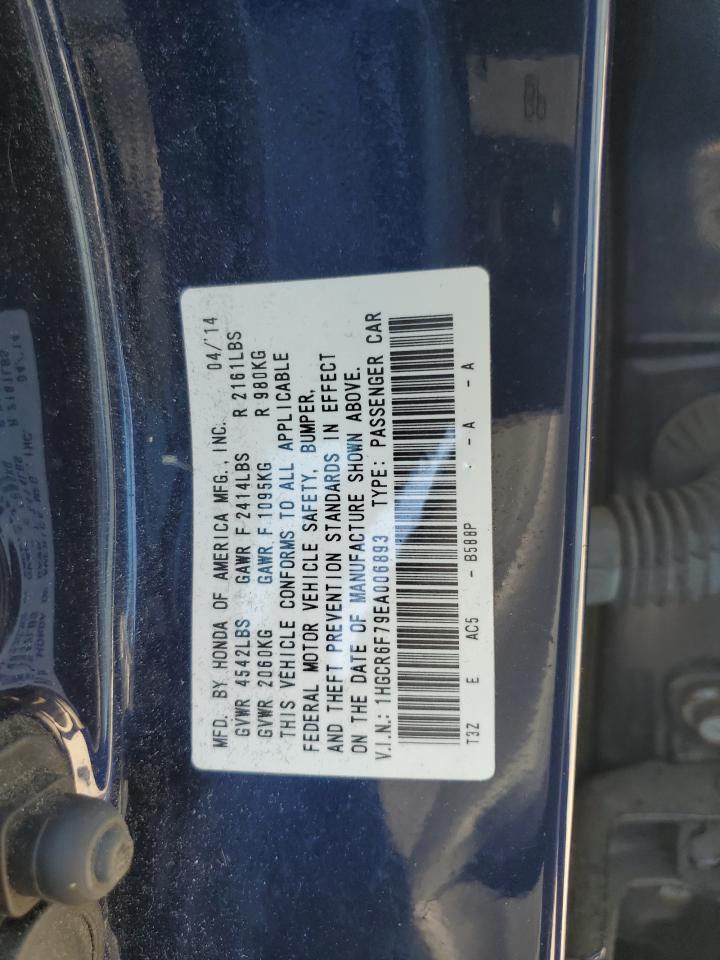 MFD. BY HONDA OF AMERICA MFG., INC. 04/'14
GVWR 4542LBS GAWR F 2414LBS R 2161LBS
GVWR 2060KG GAWR F 1095KG R 980KG
THIS VEHICLE CONFORMS TO ALL APPLICABLE
FEDERAL MOTOR VEHICLE SAFETY, BUMPER,
AND THEFT PREVENTION STANDARDS IN EFFECT
ON THE DATE OF MANUFACTURE SHOWN ABOVE.
V.I.N.: 1HGCR6F79EA006893 TYPE: PASSENGER CAR
T3Z E AC5 - B588P - A - A